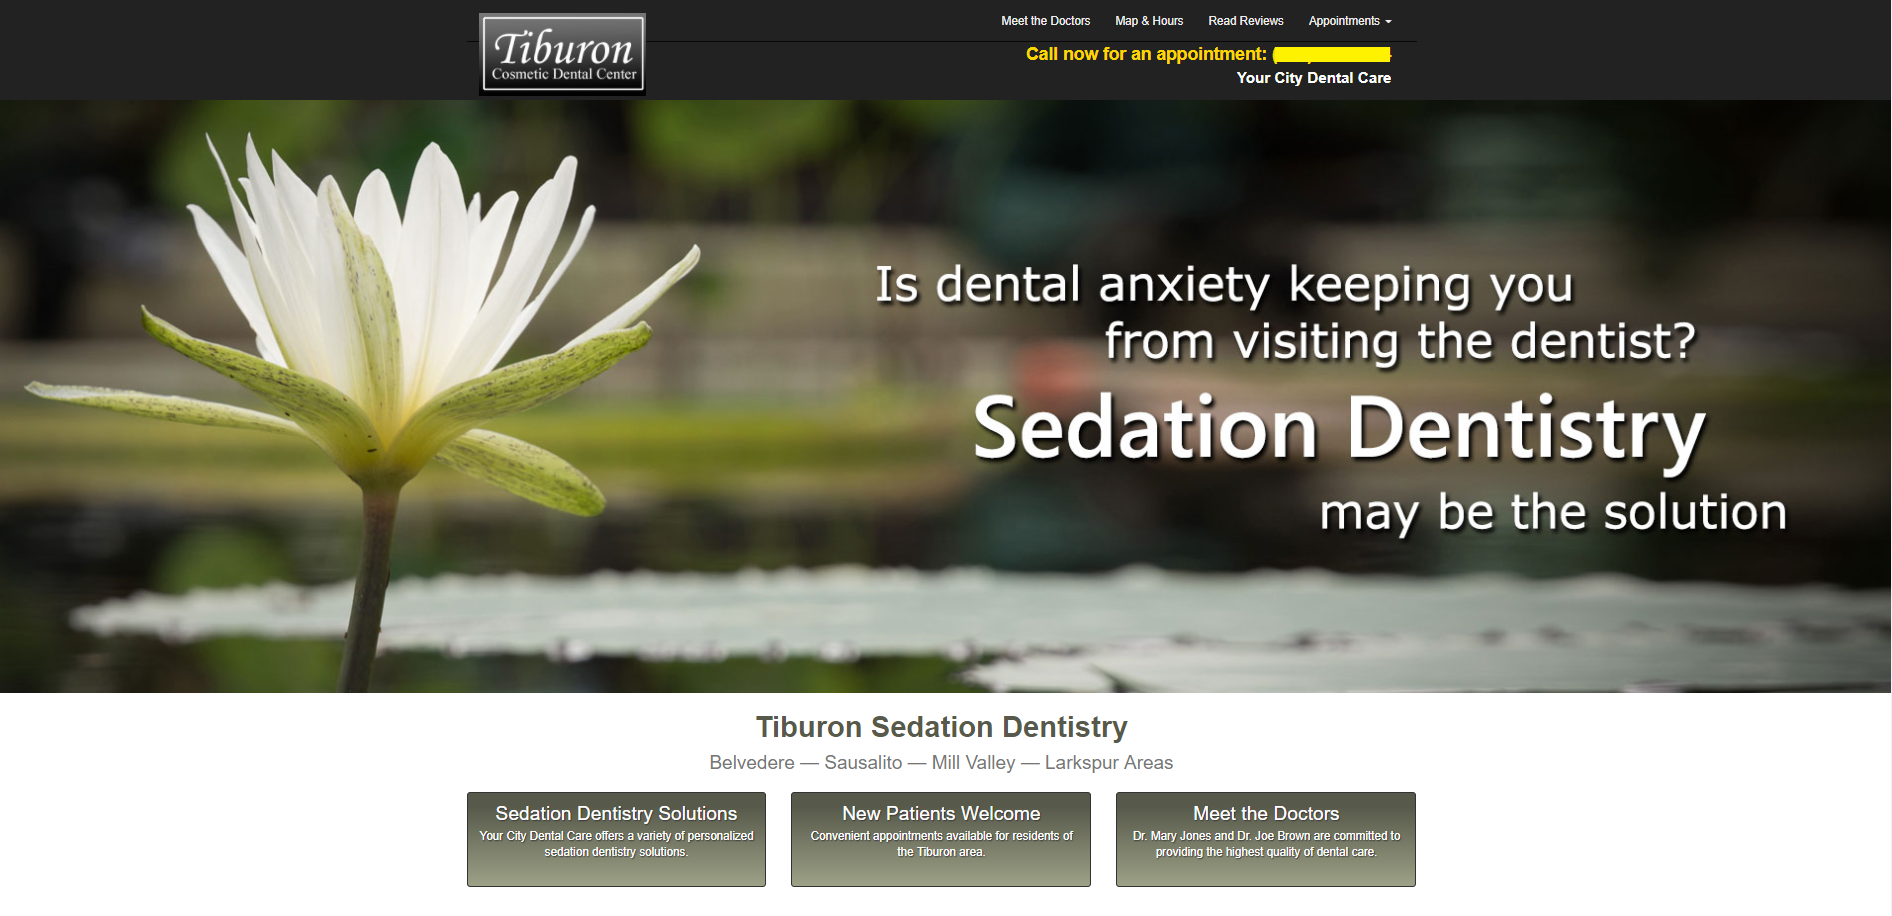 Tiburon
Cosmetic Dental Center
Meet the Doctors Map & Hours Read Reviews Appointments
Call now for an appointment:
Your City Dental Care
Is dental anxiety keeping you
from visiting the dentist?
Sedation Dentistry
may be the solution
Tiburon Sedation Dentistry
Belvedere — Sausalito — Mill Valley — Larkspur Areas
Sedation Dentistry Solutions
Your City Dental Care offers a variety of personalized
sedation dentistry solutions.
New Patients Welcome
Convenient appointments available for residents of
the Tiburon area.
Meet the Doctors
Dr. Mary Jones and Dr. Joe Brown are committed to
providing the highest quality of dental care.